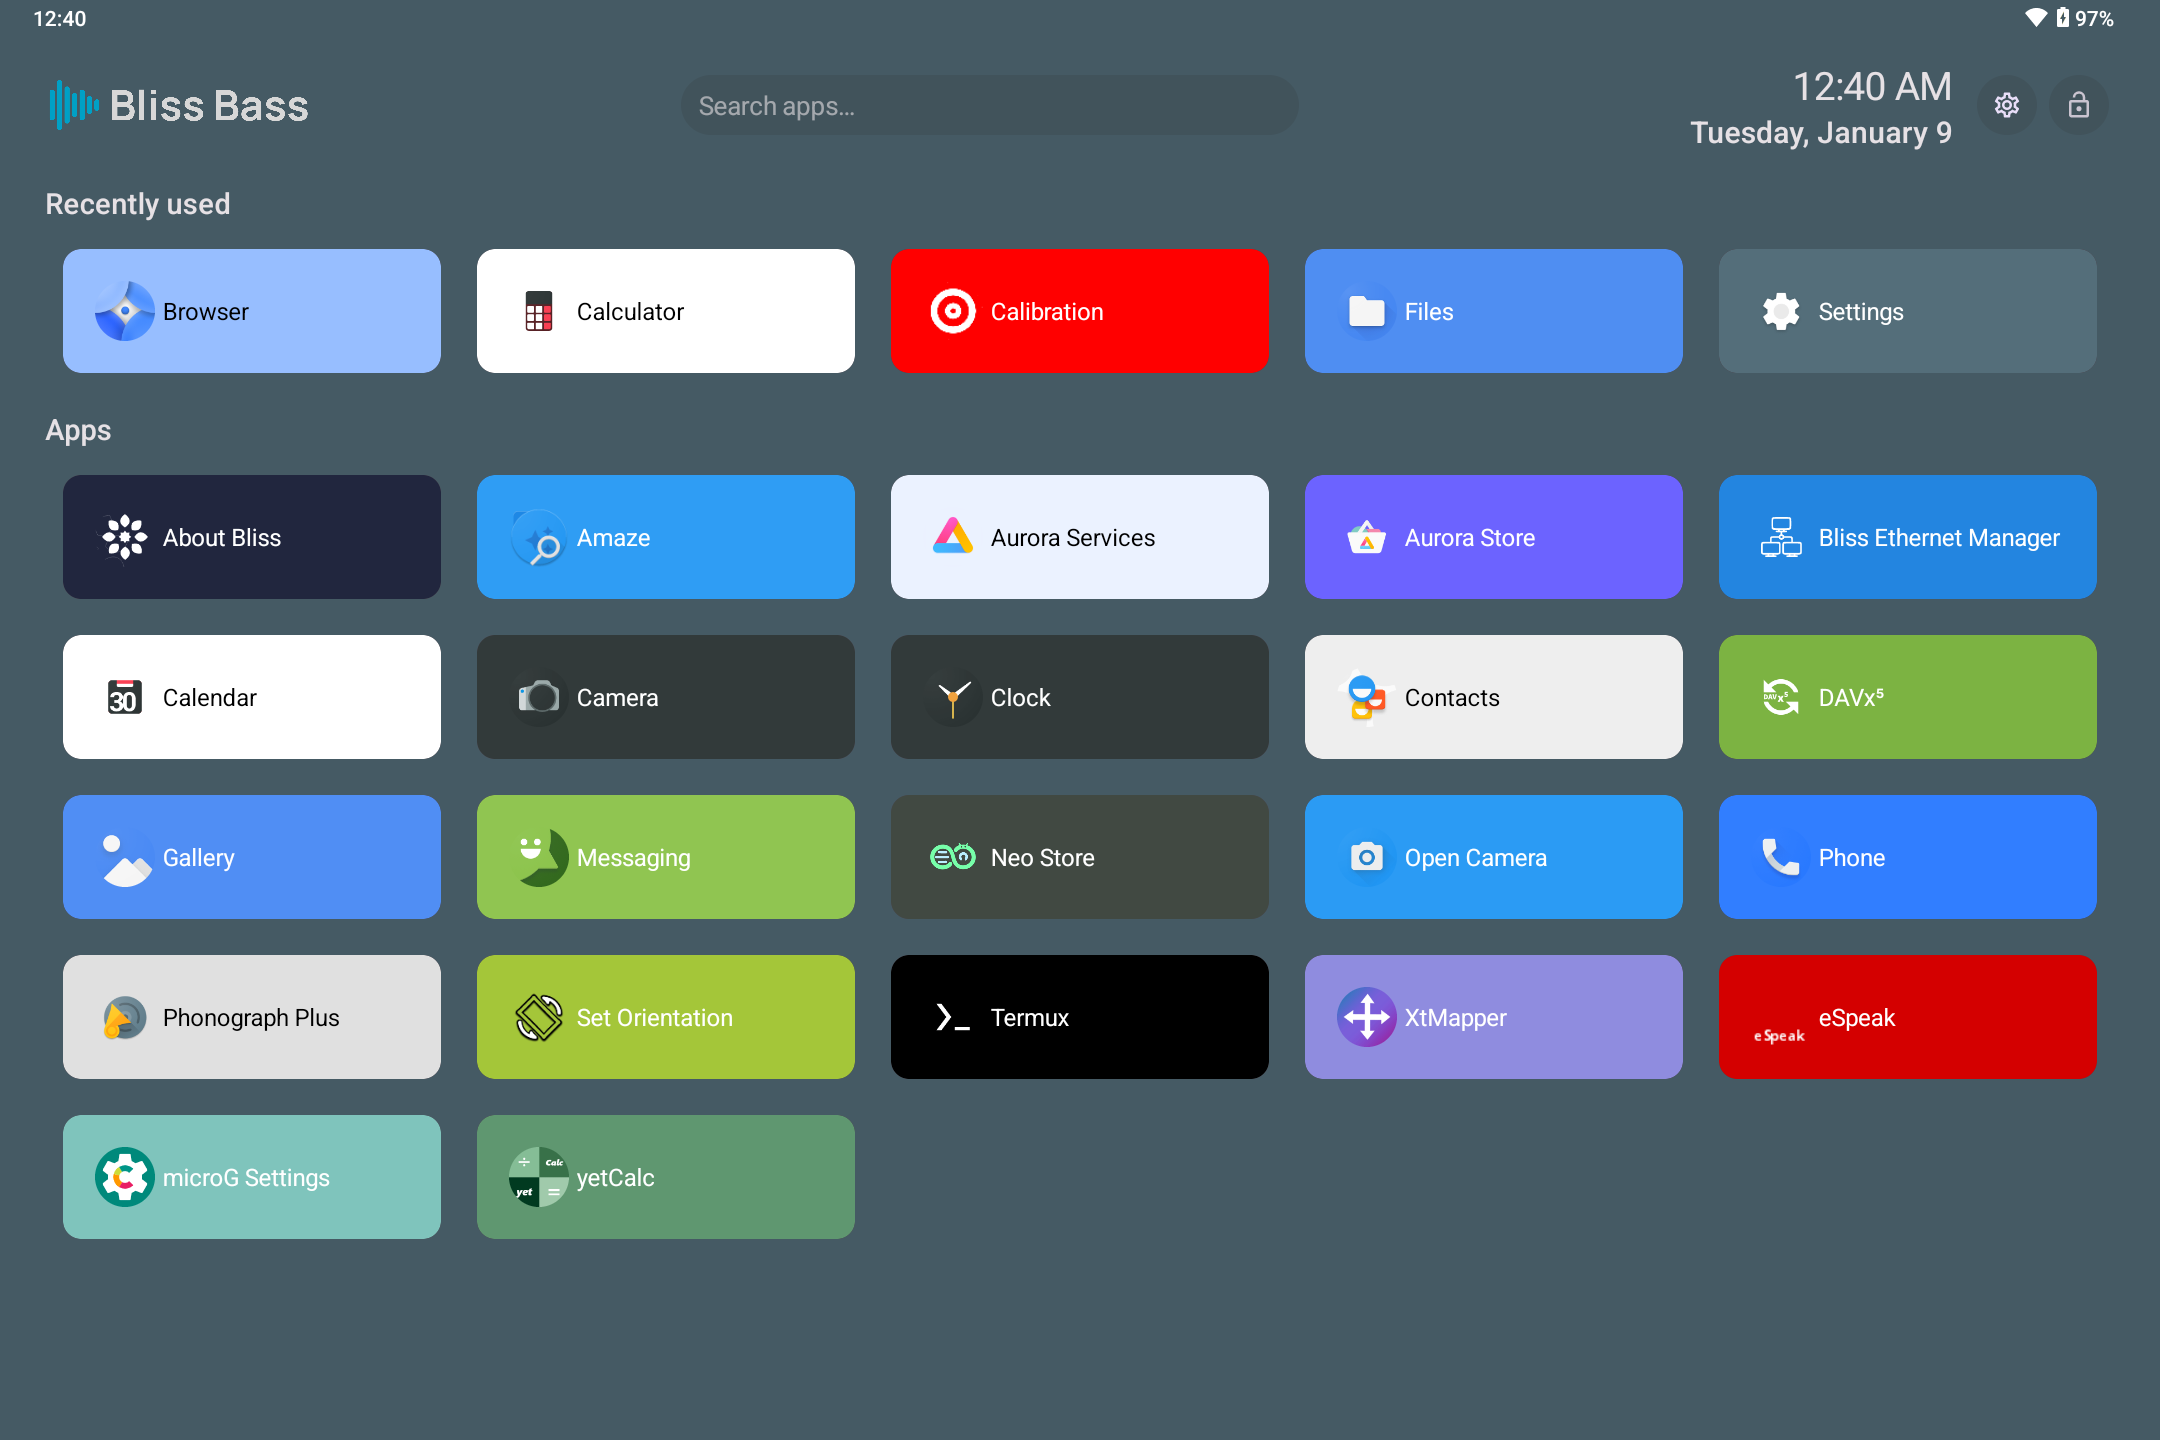 12:40
97%
Bliss Bass
Search apps...
12:40 AM
Tuesday, January 9
Recently used
Browser
Calculator
Calibration
Files
Settings
Apps
About Bliss
Amaze
Aurora Services
Aurora Store
Bliss Ethernet Manager
30
Calendar
Camera
Clock
Contacts
DAVx⁵
DAVx⁵
Gallery
Messaging
Neo Store
Open Camera
Phone
Phonograph Plus
Set Orientation
Termux
XtMapper
eSpeak
eSpeak
microG Settings
÷ Calc
yet =
yetCalc